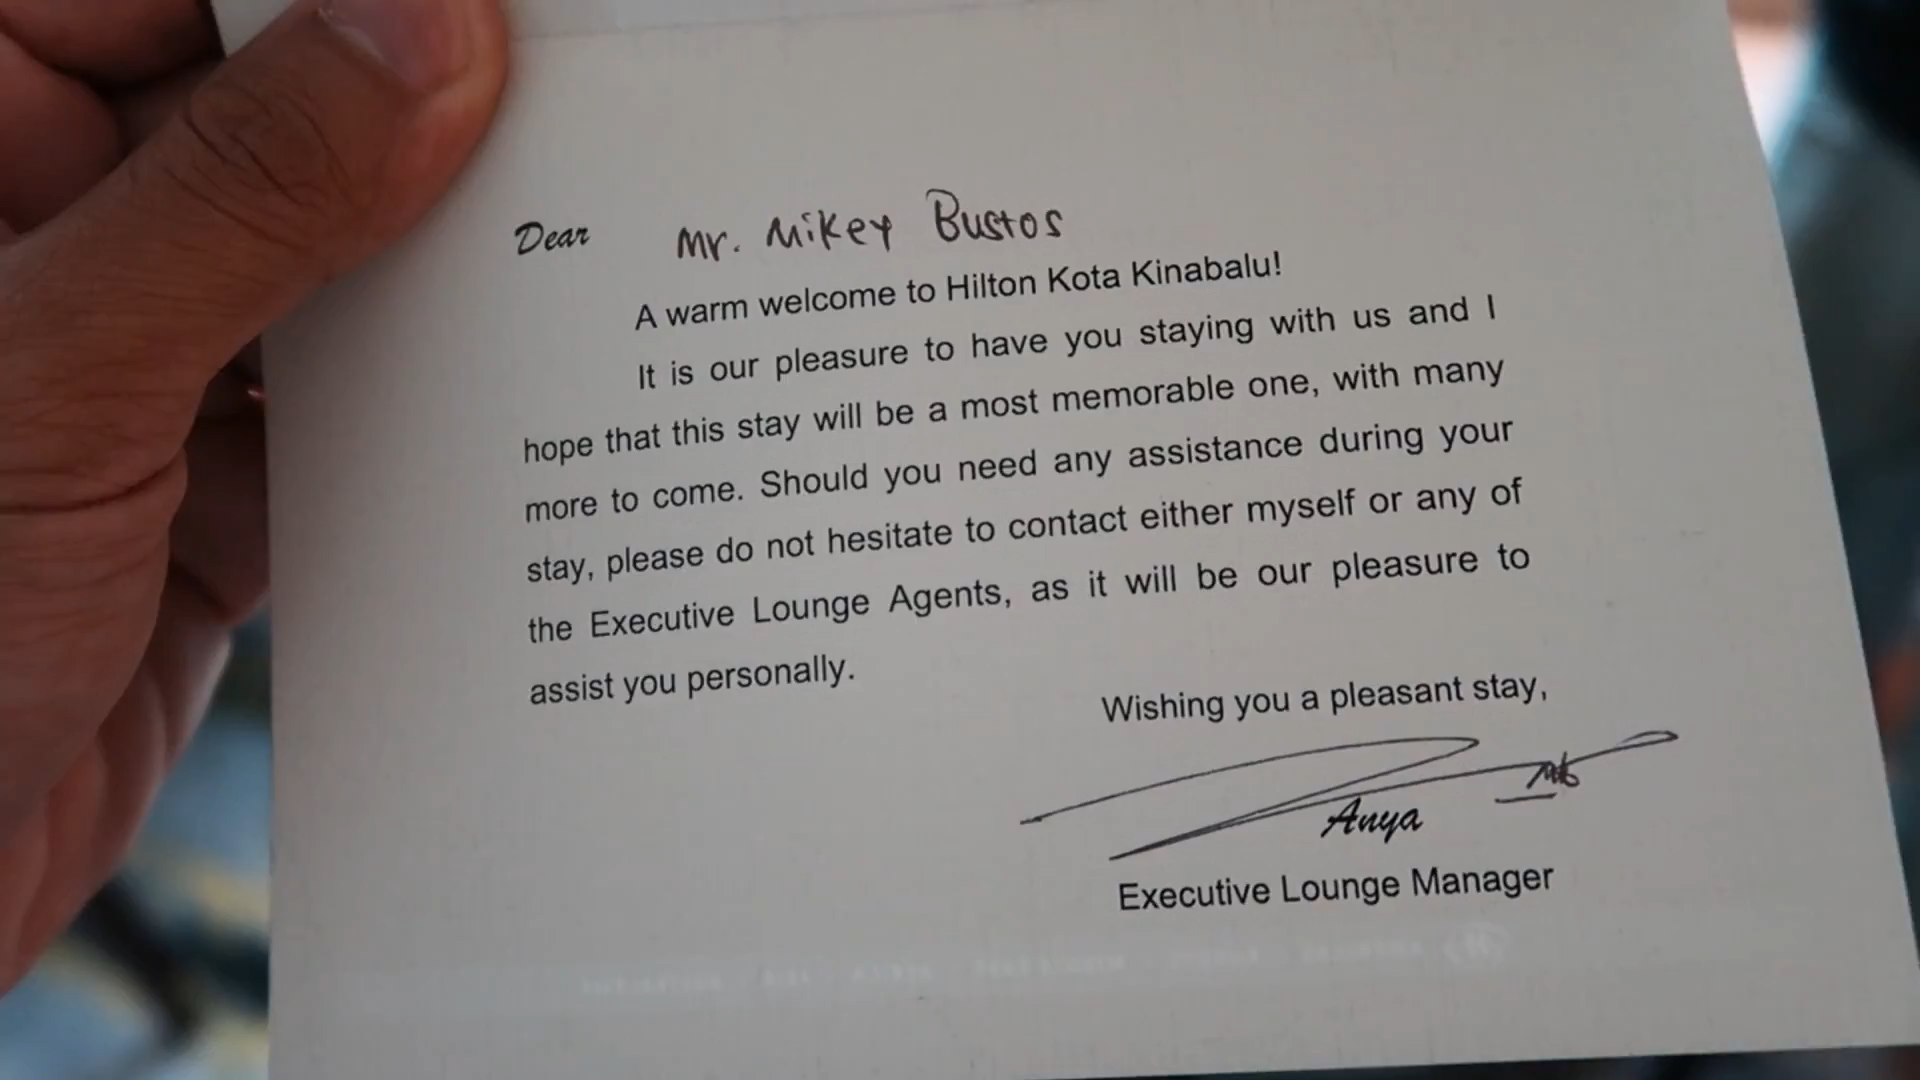 Dear Mr. Mikey Bustos
A warm welcome to Hilton Kota Kinabalu!
It is our pleasure to have you staying with us and I
hope that this stay will be a most memorable one, with many
more to come. Should you need any assistance during your
stay, please do not hesitate to contact either myself or any of
the Executive Lounge Agents, as it will be our pleasure to
assist you personally.
Wishing you a pleasant stay,
Anya
Executive Lounge Manager